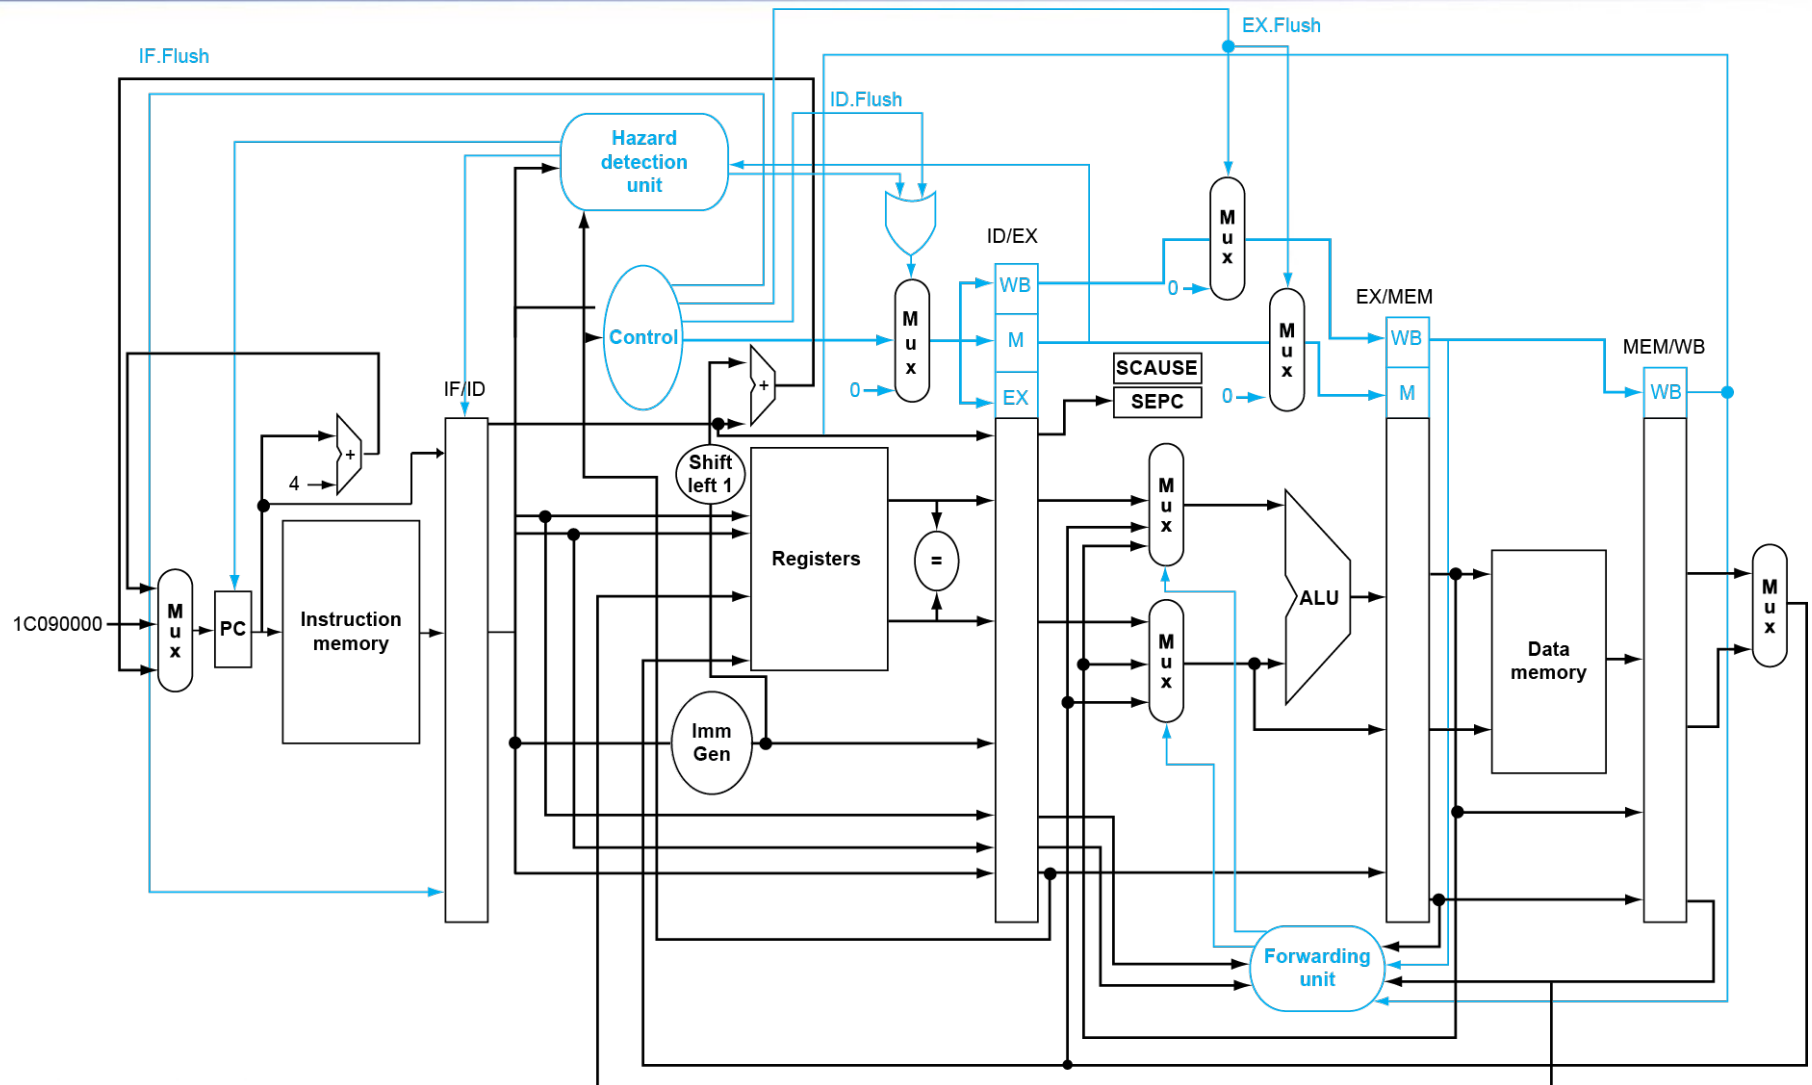 EX.Flush
IF.Flush
ID.Flush
Hazard
detection
unit
M
u
x
ID/EX
WB
0
EX/MEM
M
u
x
Control
M
u
x
M
WB
MEM/WB
SCAUSE
0
EX
SEPC
0
M
WB
IF/ID
+
+
4
Shift
left 1
M
u
x
Registers
=
ALU
M
u
x
1C090000
M
u
x
PC
Instruction
memory
M
u
x
Data
memory
Imm
Gen
Forwarding
unit